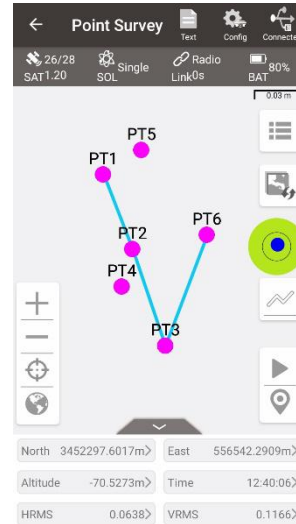 Point Survey
Text Config Connecte
26/28 Single Radio 80%
SAT1.20 SOL Link0s BAT
0.03 m
PT5
PT1
PT6
PT2
PT4
PT3
North 3452297.6017m> East 556542.2909m>
Altitude -70.5273m> Time 12:40:06>
HRMS 0.0638> VRMS 0.1166>